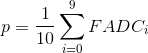 p = \frac{1}{10} \sum_{i=0}^{9} FADC_i